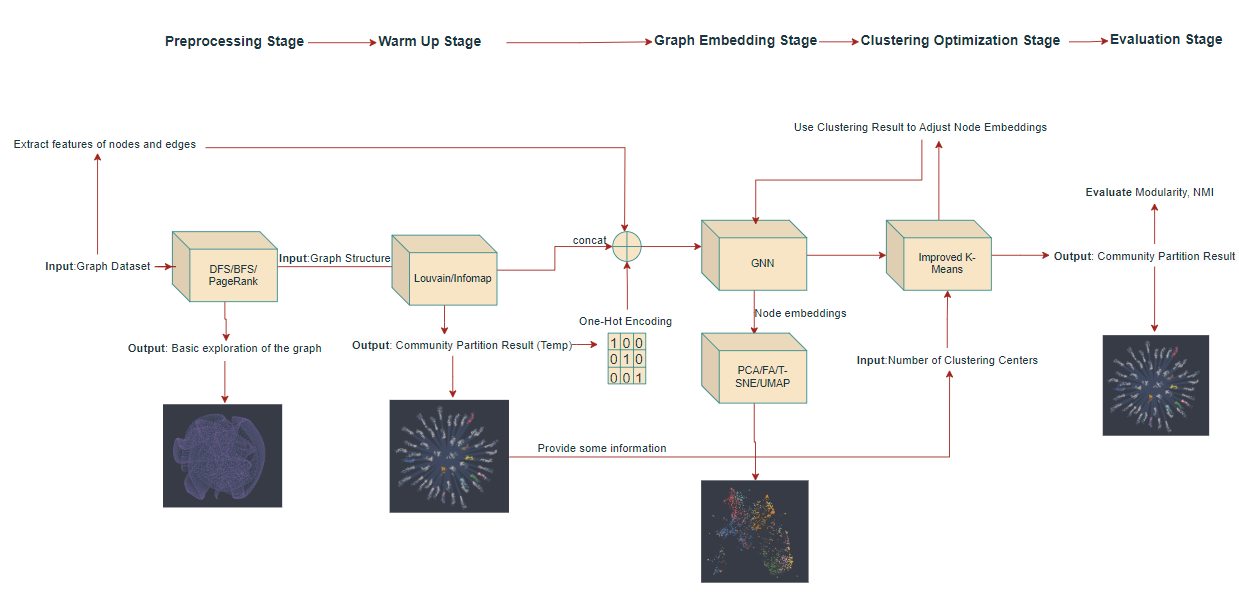 Preprocessing Stage
Warm Up Stage
Graph Embedding Stage
Clustering Optimization Stage
Evaluation Stage
Use Clustering Result to Adjust Node Embeddings
Extract features of nodes and edges
Evaluate Modularity, NMI
concat
Input:Graph Dataset
DFS/BFS/
PageRank
Input:Graph Structure
Louvain/Infomap
GNN
Improved K-
Means
Output: Community Partition Result
Node embeddings
One-Hot Encoding
1 0 0
0 1 0
0 0 1
Output: Basic exploration of the graph
Output: Community Partition Result (Temp)
PCA/FA/T-
SNE/UMAP
Input:Number of Clustering Centers
Provide some information